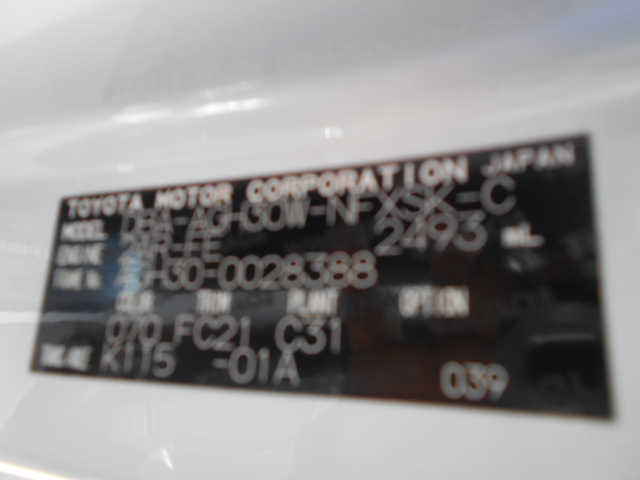 TOYOTA MOTOR CORPORATION JAPAN
MODEL DBA-AGH30W-NFXSK-C
ENGINE 2AR-FE 2493 mL
FRAME No. AGH30-0028388
COLOR TRIM PLANT OPTION
070 FC21 C31
TRANS./AXLE K115 -01A
039